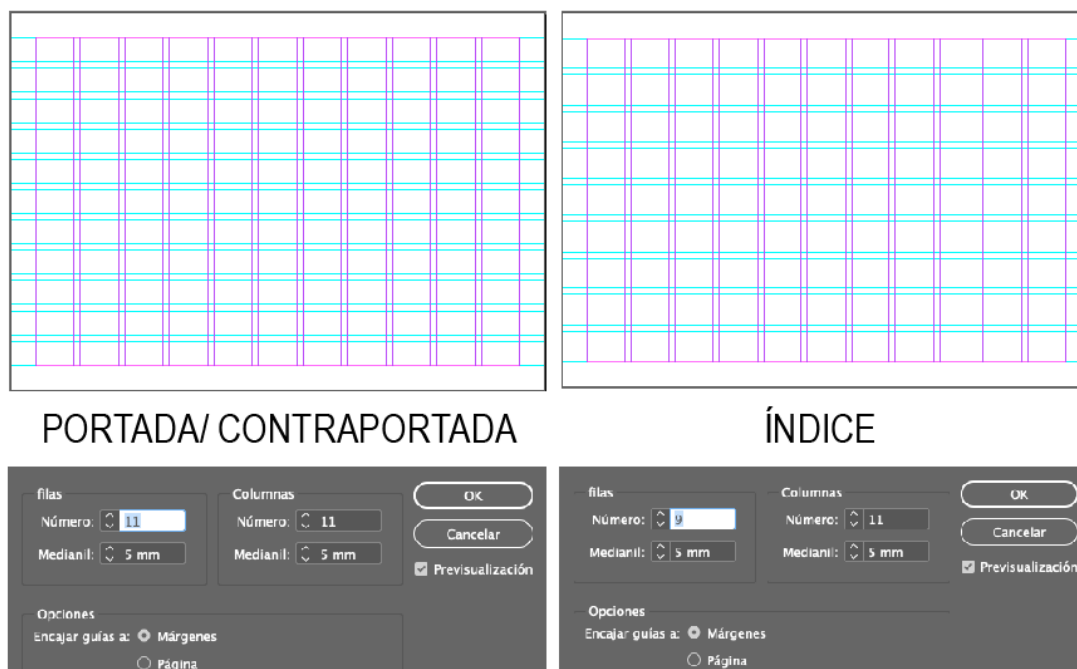 PORTADA/ CONTRAPORTADA
ÍNDICE
filas
Número: 11
Medianil: 5 mm
Columnas
Número: 11
Medianil: 5 mm
OK
Cancelar
Previsualización
Opciones
Encajar guías a: Márgenes
Página
filas
Número: 9
Medianil: 5 mm
Columnas
Número: 11
Medianil: 5 mm
OK
Cancelar
Previsualización
Opciones
Encajar guías a: Márgenes
Página